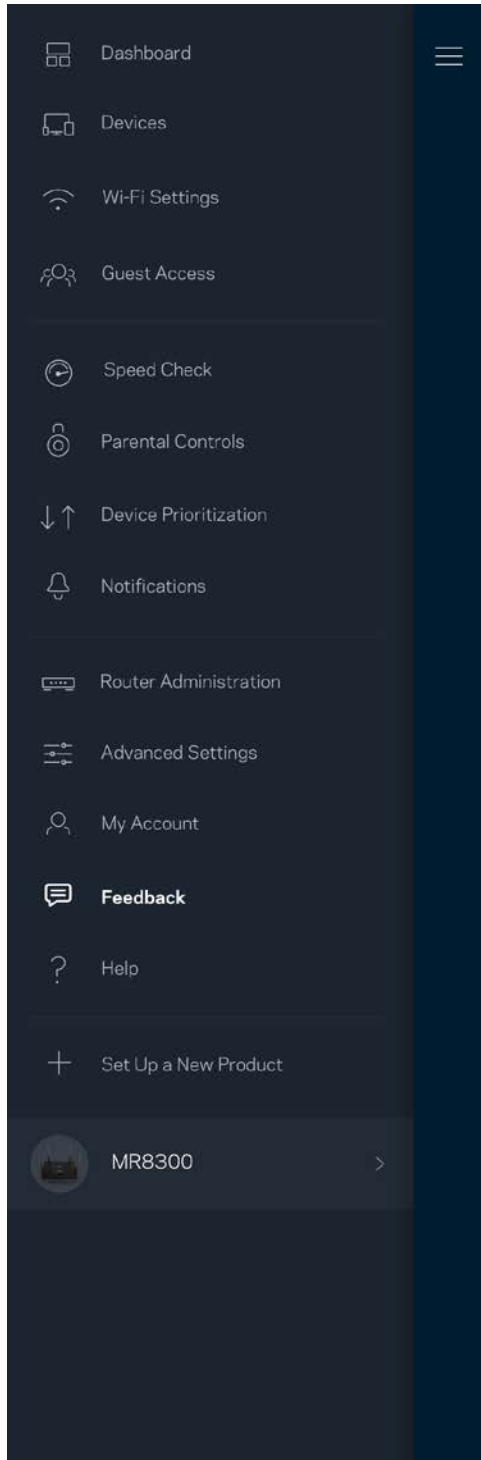 Dashboard
Devices
Wi-Fi Settings
Guest Access
Speed Check
Parental Controls
Device Prioritization
Notifications
Router Administration
Advanced Settings
My Account
Feedback
Help
Set Up a New Product
MR8300